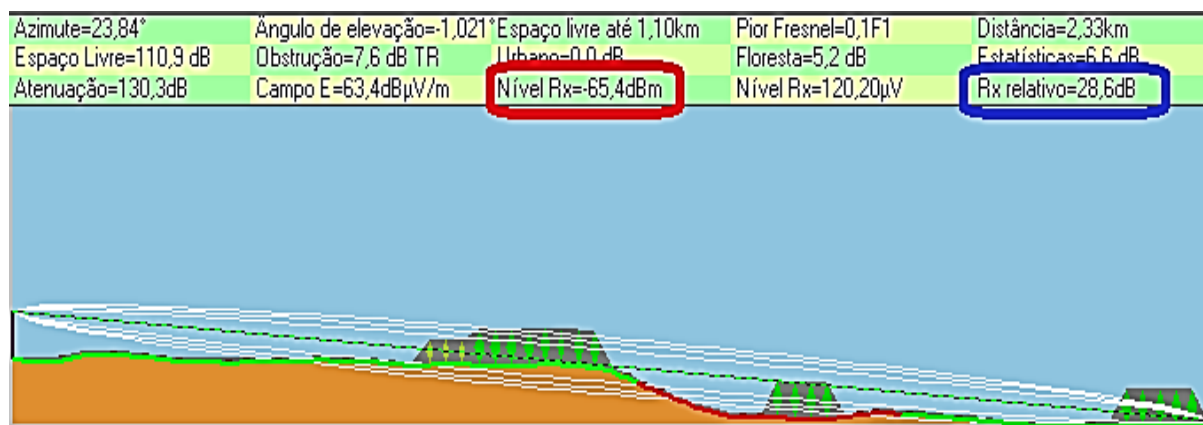 Azimute=23,84° Ângulo de elevação=-1,021° Espaço livre até 1,10km Pior Fresnel=0,1F1 Distância=2,33km
Espaço Livre=110,9 dB Obstrução=7,6 dB TR Urbano=0,0 dB Floresta=5,2 dB Estatísticas=6,6 dB
Atenuação=130,3dB Campo E=63,4dBμV/m Nível Rx=-65,4dBm Nível Rx=120,20μV Rx relativo=28,6dB